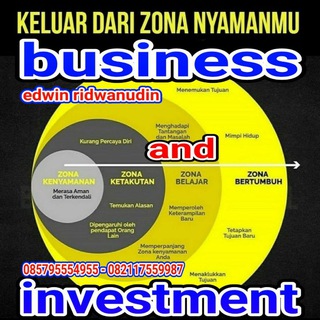 KELUAR DARI ZONA NYAMANMU
business
edwin ridwanudin
Menemukan Tujuan
Menghadapi
Tantangan
dan Masalah
Mimpi Hidup
Kurang Percaya Diri
and
ZONA
KENYAMANAN
Merasa Aman
dan Terkendali
ZONA
KETAKUTAN
ZONA
BELAJAR
ZONA
BERTUMBUH
Temukan Alasan
Memperoleh
Keterampilan
Baru
Dipengaruhi oleh
pendapat Orang
Lain
Tetapkan
Tujuan Baru
Memperpanjang
Zona kenyamanan
Anda
Menaklukkan
Tujuan
085795554955 - 082117559987
investment